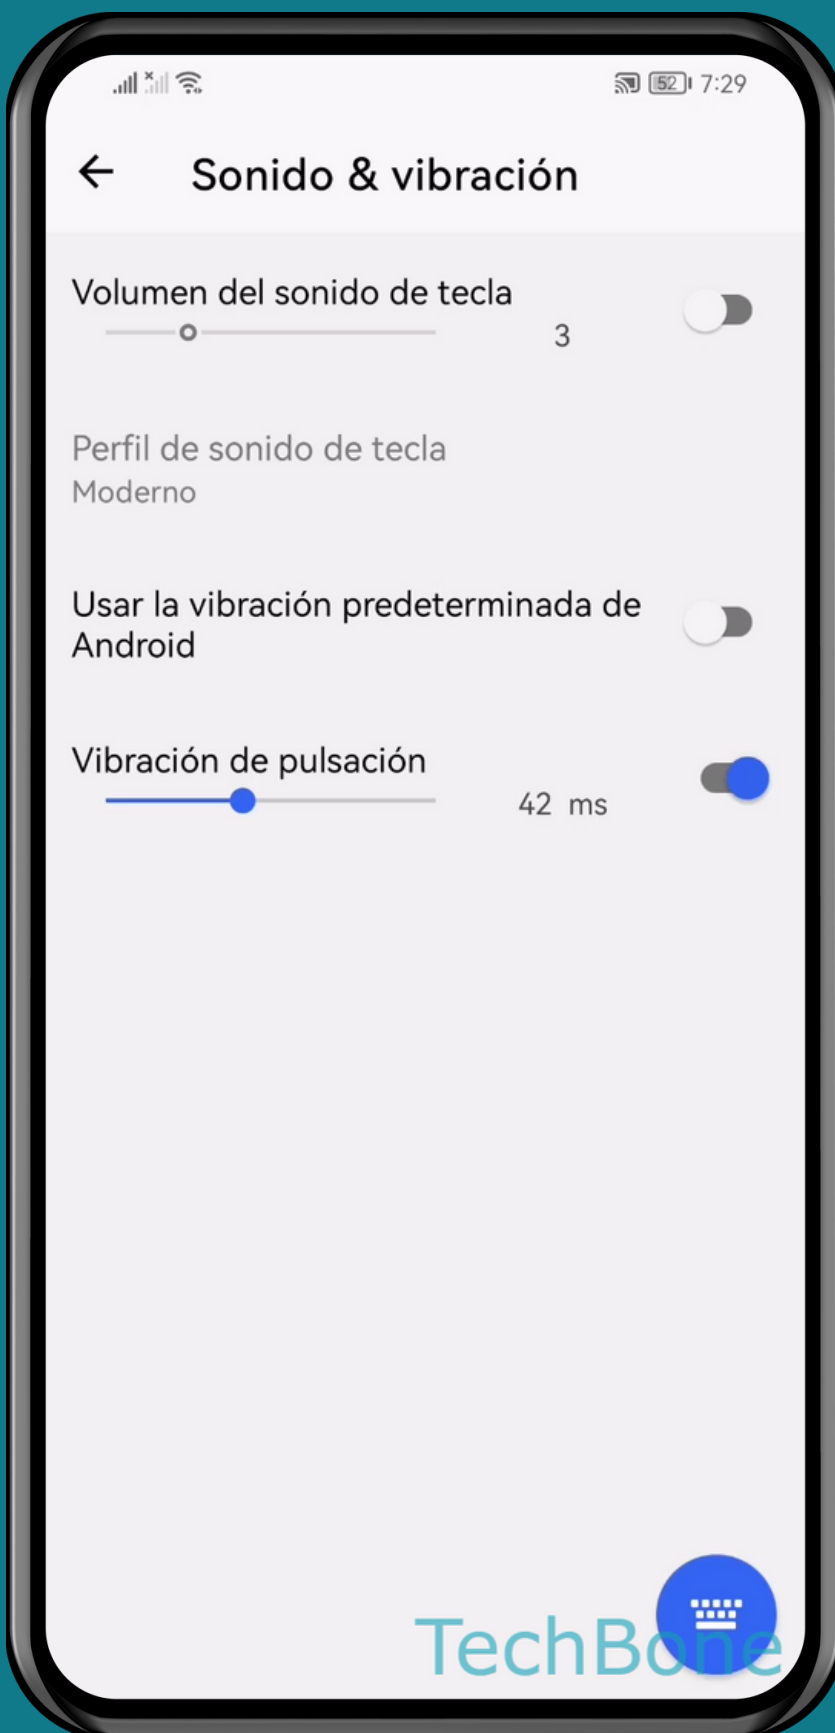 52 7:29
Sonido & vibración
Volumen del sonido de tecla
3
Perfil de sonido de tecla
Moderno
Usar la vibración predeterminada de
Android
Vibración de pulsación
42 ms
TechBone